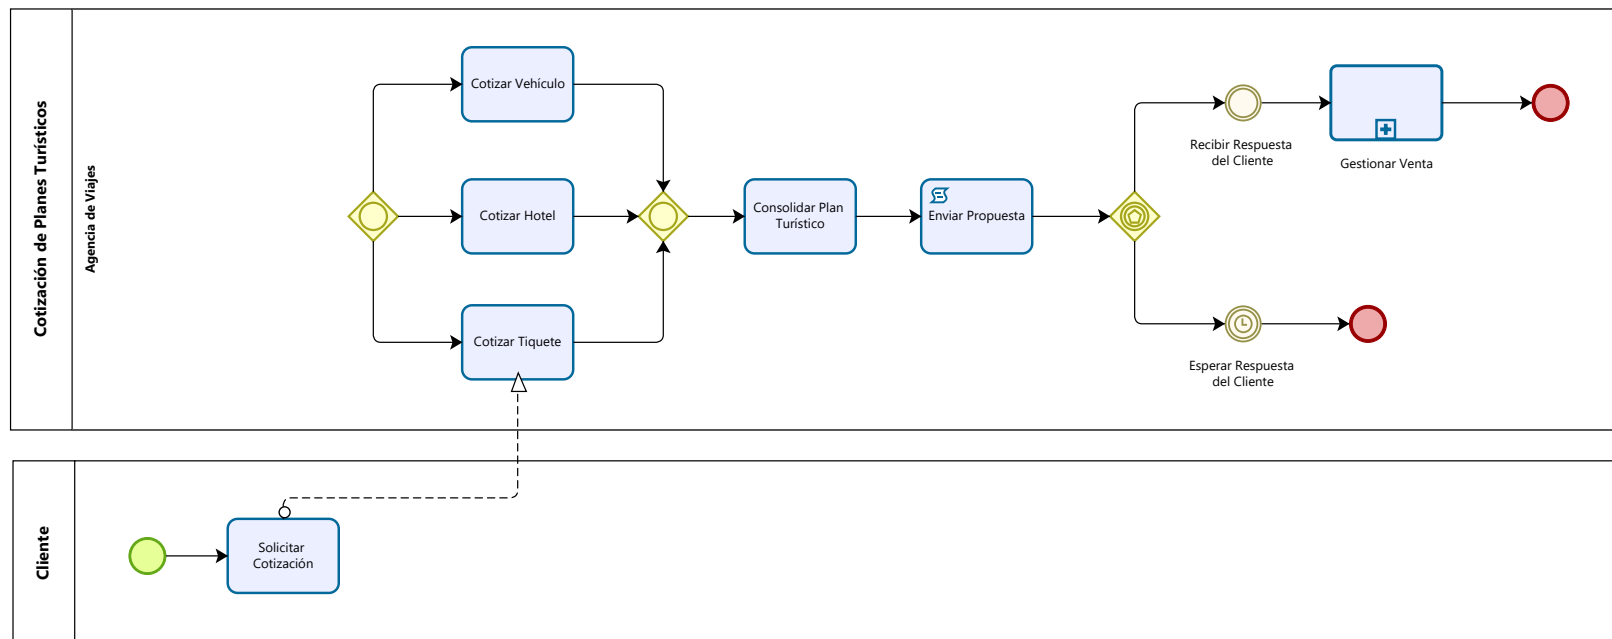 Cotización de Planes Turísticos
Agencia de Viajes
Cotizar Vehículo
Cotizar Hotel
Cotizar Tiquete
Consolidar Plan
Turístico
Enviar Propuesta
Recibir Respuesta
del Cliente
Gestionar Venta
Esperar Respuesta
del Cliente
Cliente
Solicitar
Cotización